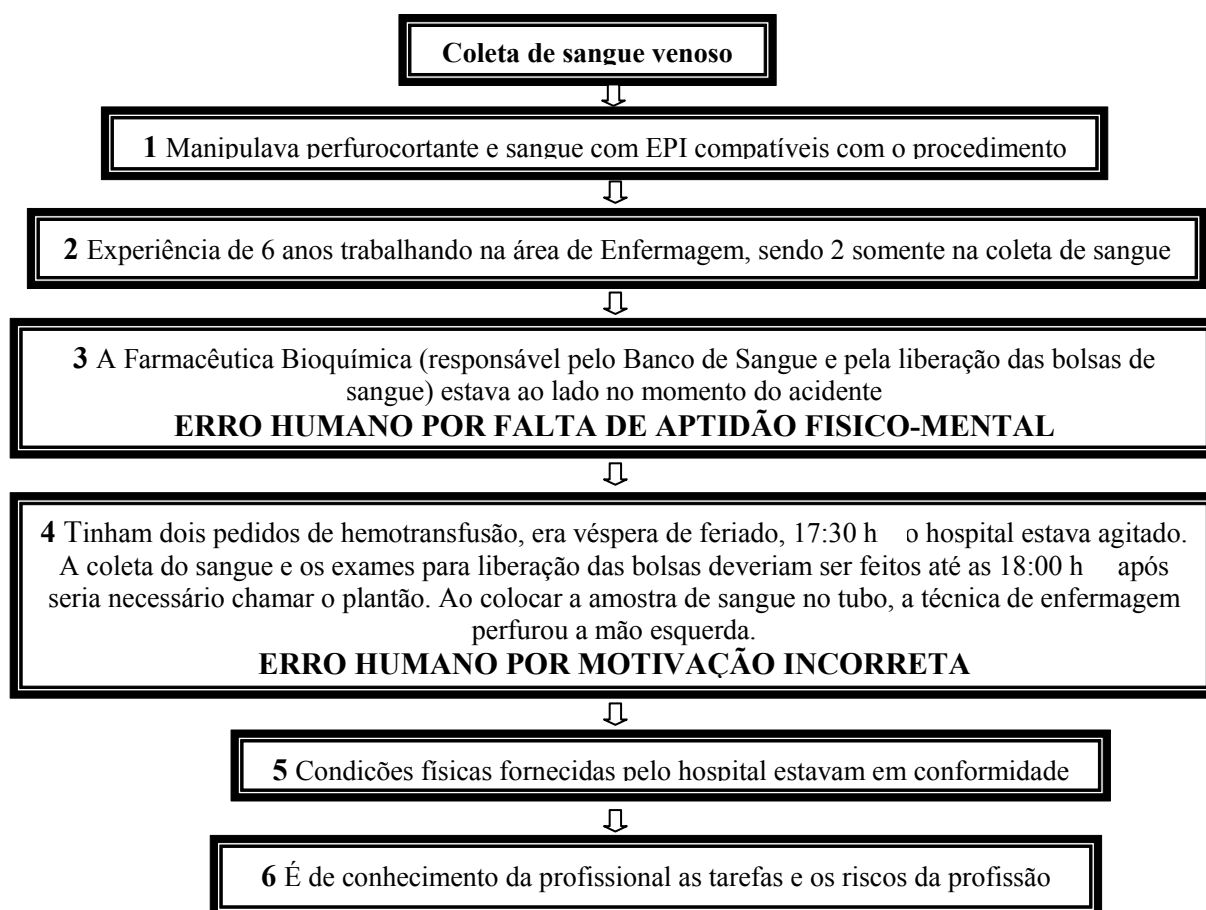 Coleta de sangue venoso
1 Manipulava perfurocortante e sangue com EPI compatíveis com o procedimento
2 Experiência de 6 anos trabalhando na área de Enfermagem, sendo 2 somente na coleta de sangue
3 A Farmacêutica Bioquímica (responsável pelo Banco de Sangue e pela liberação das bolsas de
sangue) estava ao lado no momento do acidente
ERRO HUMANO POR FALTA DE APTIDÃO FISICO-MENTAL
4 Tinham dois pedidos de hemotransfusão, era véspera de feriado, 17:30 h o hospital estava agitado.
A coleta do sangue e os exames para liberação das bolsas deveriam ser feitos até as 18:00 h após
seria necessário chamar o plantão. Ao colocar a amostra de sangue no tubo, a técnica de enfermagem
perfurou a mão esquerda.
ERRO HUMANO POR MOTIVAÇÃO INCORRETA
5 Condições físicas fornecidas pelo hospital estavam em conformidade
6 É de conhecimento da profissional as tarefas e os riscos da profissão